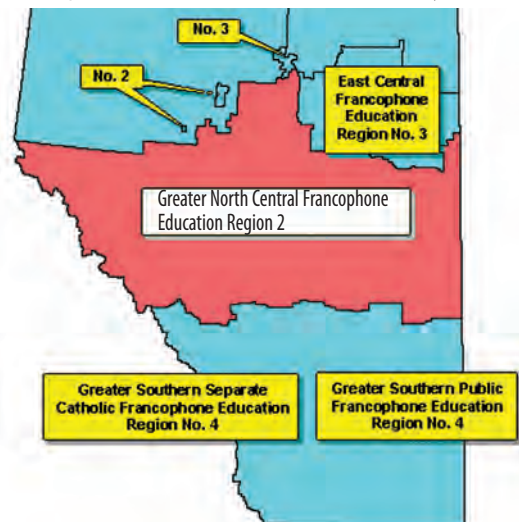 No. 3
No. 2
East Central
Francophone
Education
Region No. 3
Greater North Central Francophone
Education Region 2
Greater Southern Separate
Catholic Francophone Education
Region No. 4
Greater Southern Public
Francophone Education
Region No. 4